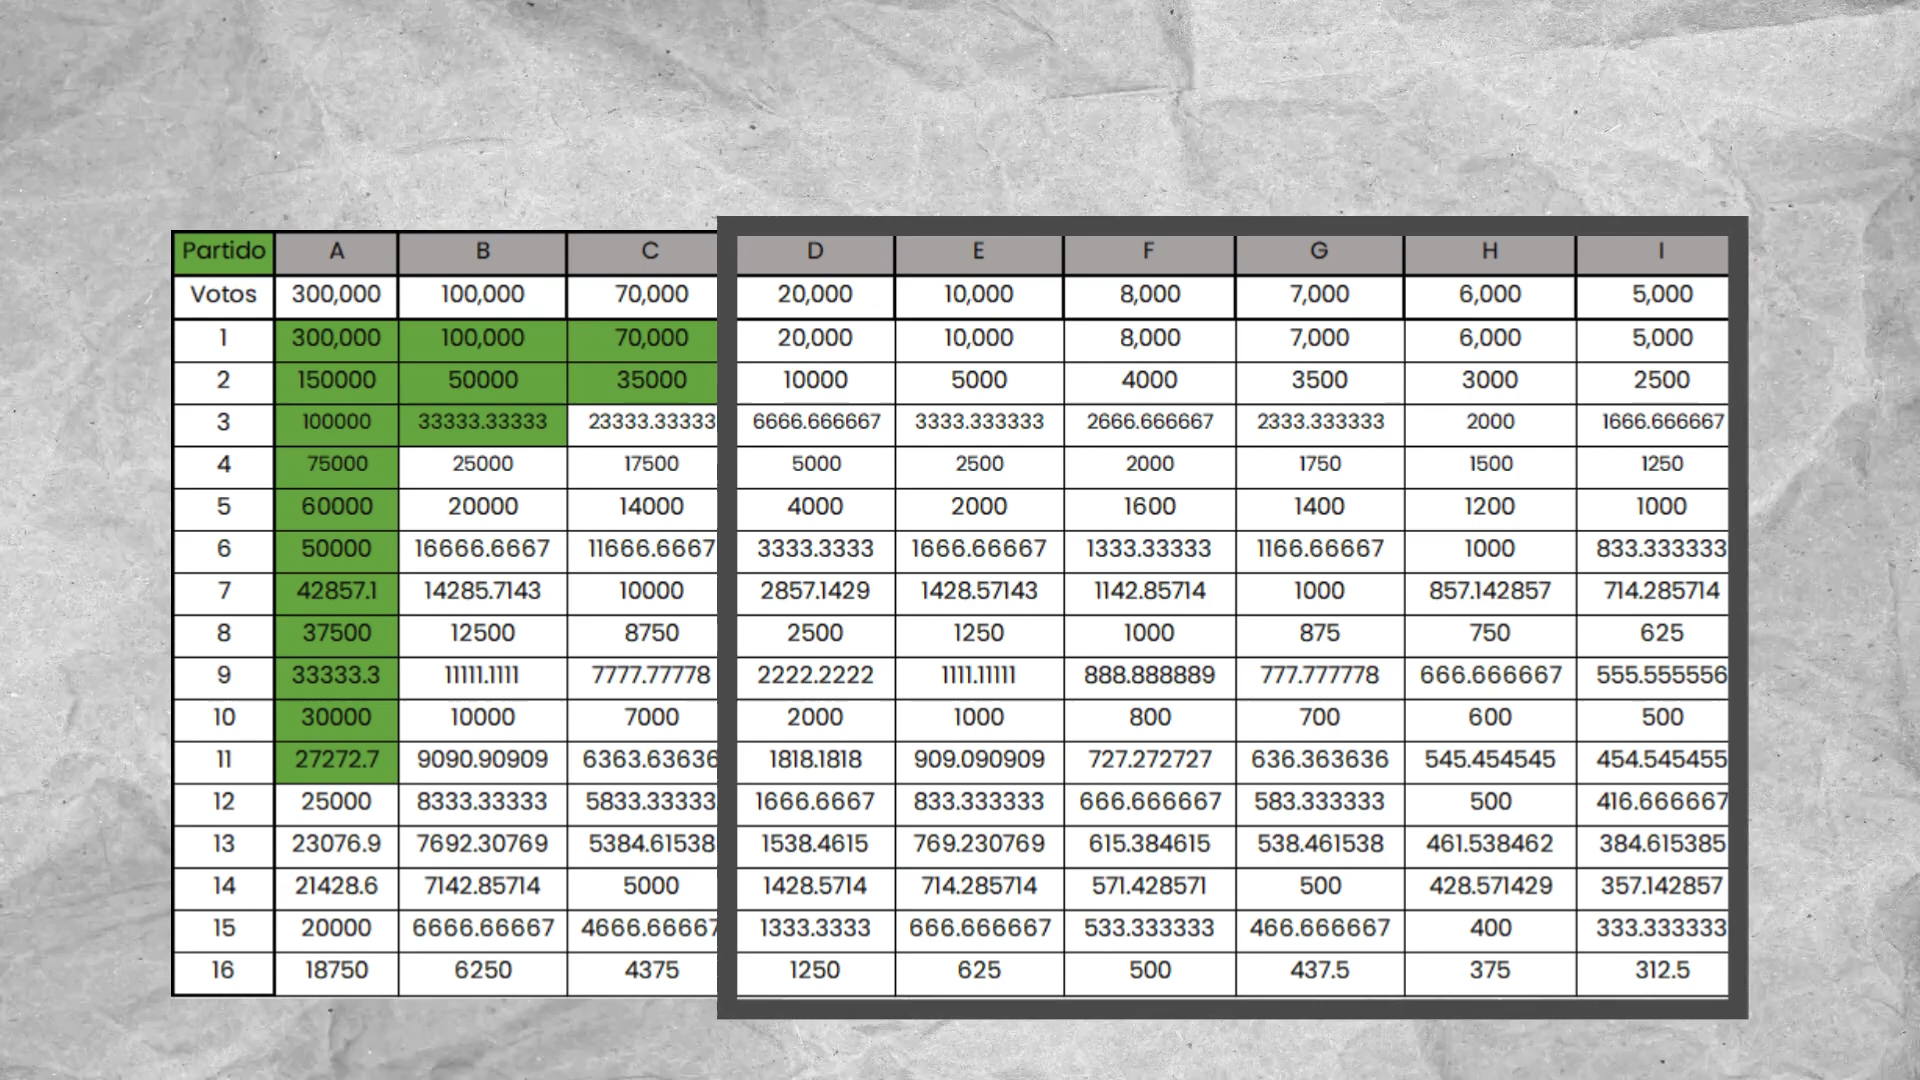 Partido A B C D E F G H I
Votos 300,000 100,000 70,000 20,000 10,000 8,000 7,000 6,000 5,000
1 300,000 100,000 70,000 20,000 10,000 8,000 7,000 6,000 5,000
2 150000 50000 35000 10000 5000 4000 3500 3000 2500
3 100000 33333.33333 23333.33333 6666.666667 3333.333333 2666.666667 2333.333333 2000 1666.666667
4 75000 25000 17500 5000 2500 2000 1750 1500 1250
5 60000 20000 14000 4000 2000 1600 1400 1200 1000
6 50000 16666.6667 11666.6667 3333.3333 1666.66667 1333.33333 1166.66667 1000 833.333333
7 42857.1 14285.7143 10000 2857.1429 1428.57143 1142.85714 1000 857.142857 714.285714
8 37500 12500 8750 2500 1250 1000 875 750 625
9 33333.3 11111.1111 7777.77778 2222.2222 1111.11111 888.888889 777.777778 666.666667 555.555556
10 30000 10000 7000 2000 1000 800 700 600 500
11 27272.7 9090.90909 6363.63636 1818.1818 909.090909 727.272727 636.363636 545.454545 454.545455
12 25000 8333.33333 5833.33333 1666.6667 833.333333 666.666667 583.333333 500 416.666667
13 23076.9 7692.30769 5384.61538 1538.4615 769.230769 615.384615 538.461538 461.538462 384.615385
14 21428.6 7142.85714 5000 1428.5714 714.285714 571.428571 500 428.571429 357.142857
15 20000 6666.66667 4666.66667 1333.3333 666.666667 533.333333 466.666667 400 333.333333
16 18750 6250 4375 1250 625 500 437.5 375 312.5